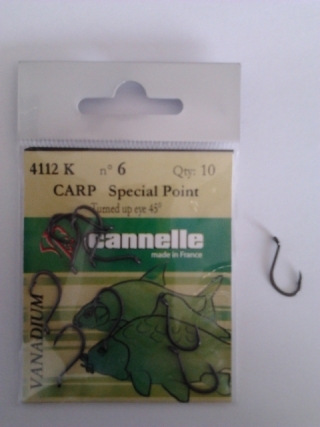 4112 K n° 6 Qty: 10
CARP Special Point
Turned up eye 45°
cannelle
made in France
VANADIUM